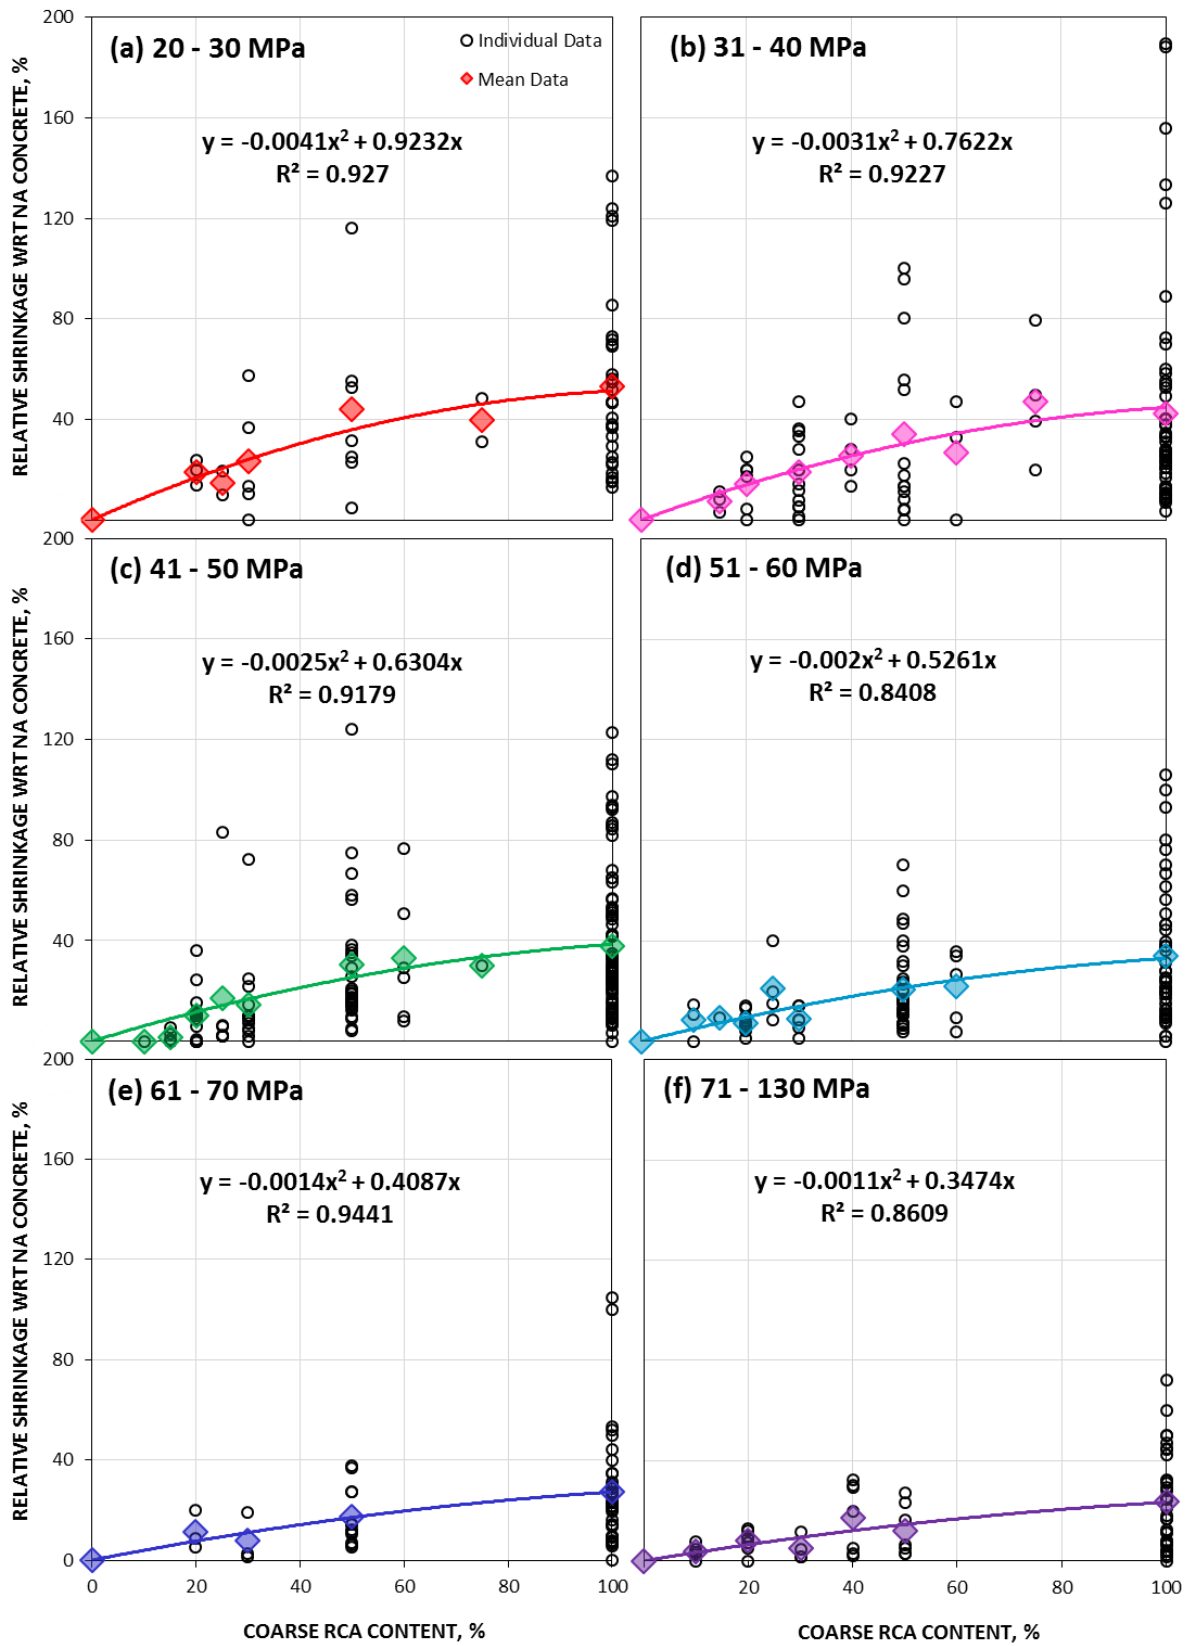 RELATIVE SHRINKAGE WRT NA CONCRETE, %
200
160
120
80
40
(a) 20 - 30 MPa
Individual Data
Mean Data
y = -0.0041x² + 0.9232x
R² = 0.927
(b) 31 - 40 MPa
y = -0.0031x² + 0.7622x
R² = 0.9227
RELATIVE SHRINKAGE WRT NA CONCRETE, %
200
160
120
80
40
(c) 41 - 50 MPa
y = -0.0025x² + 0.6304x
R² = 0.9179
(d) 51 - 60 MPa
y = -0.002x² + 0.5261x
R² = 0.8408
RELATIVE SHRINKAGE WRT NA CONCRETE, %
200
160
120
80
40
0
(e) 61 - 70 MPa
y = -0.0014x² + 0.4087x
R² = 0.9441
(f) 71 - 130 MPa
y = -0.0011x² + 0.3474x
R² = 0.8609
0 20 40 60 80 100
20 40 60 80 100
COARSE RCA CONTENT, %
COARSE RCA CONTENT, %